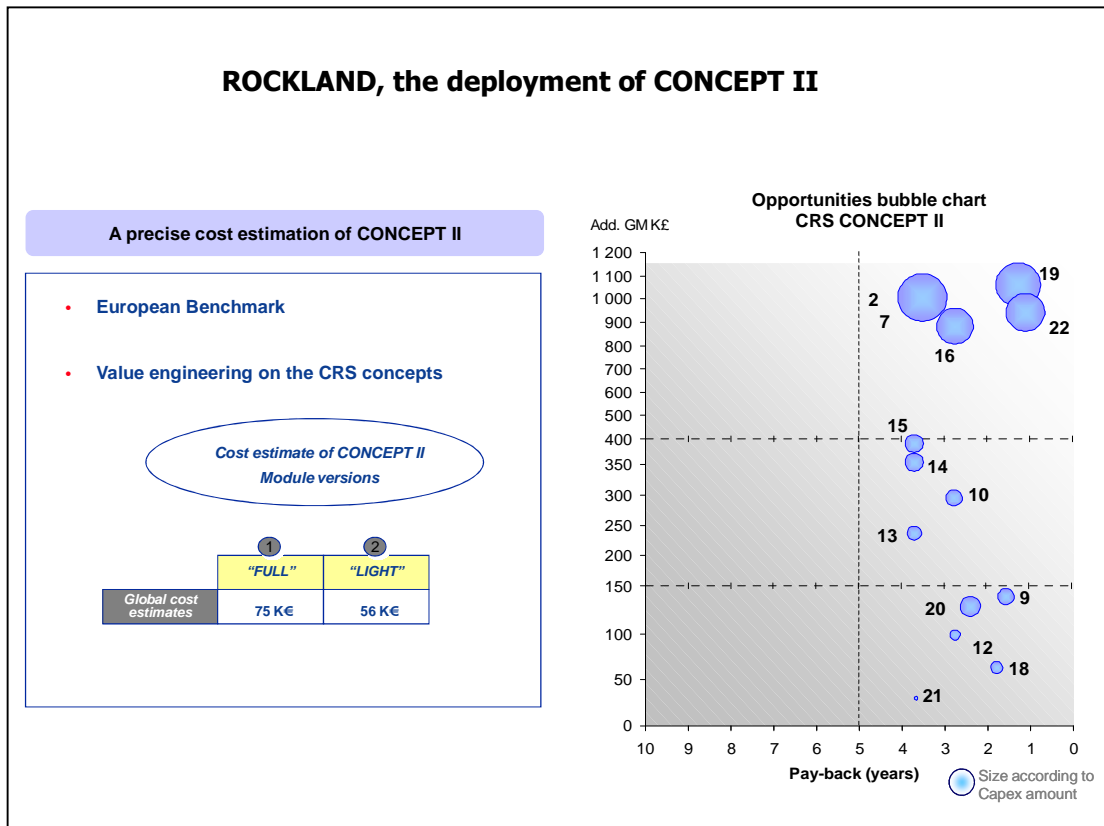 ROCKLAND, the deployment of CONCEPT II
A precise cost estimation of CONCEPT II
• European Benchmark
• Value engineering on the CRS concepts
Cost estimate of CONCEPT II
Module versions
1 2
“FULL” “LIGHT”
Global cost
estimates
75 K€ 56 K€
Opportunities bubble chart
CRS CONCEPT II
Add. GM K£
1 200
1 100
1 000
900
800
700
600
500
400
350
300
250
200
150
100
50
0
19
2
7
22
16
15
14
10
13
9
20
12
18
21
10 9 8 7 6 5 4 3 2 1 0
Pay-back (years)
Size according to
Capex amount